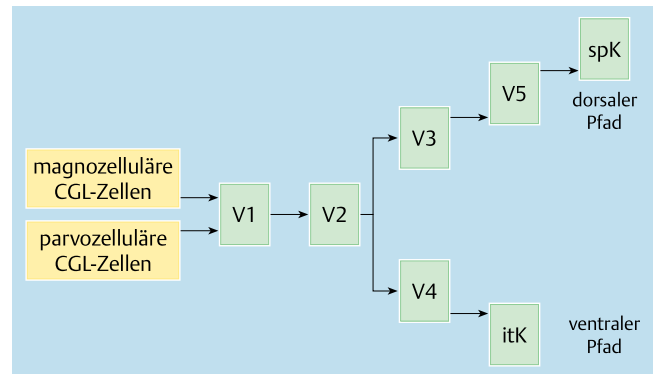 magnozelluläre
CGL-Zellen
parvozelluläre
CGL-Zellen
V1
V2
V3
V5
spK
dorsaler
Pfad
V4
itK
ventraler
Pfad